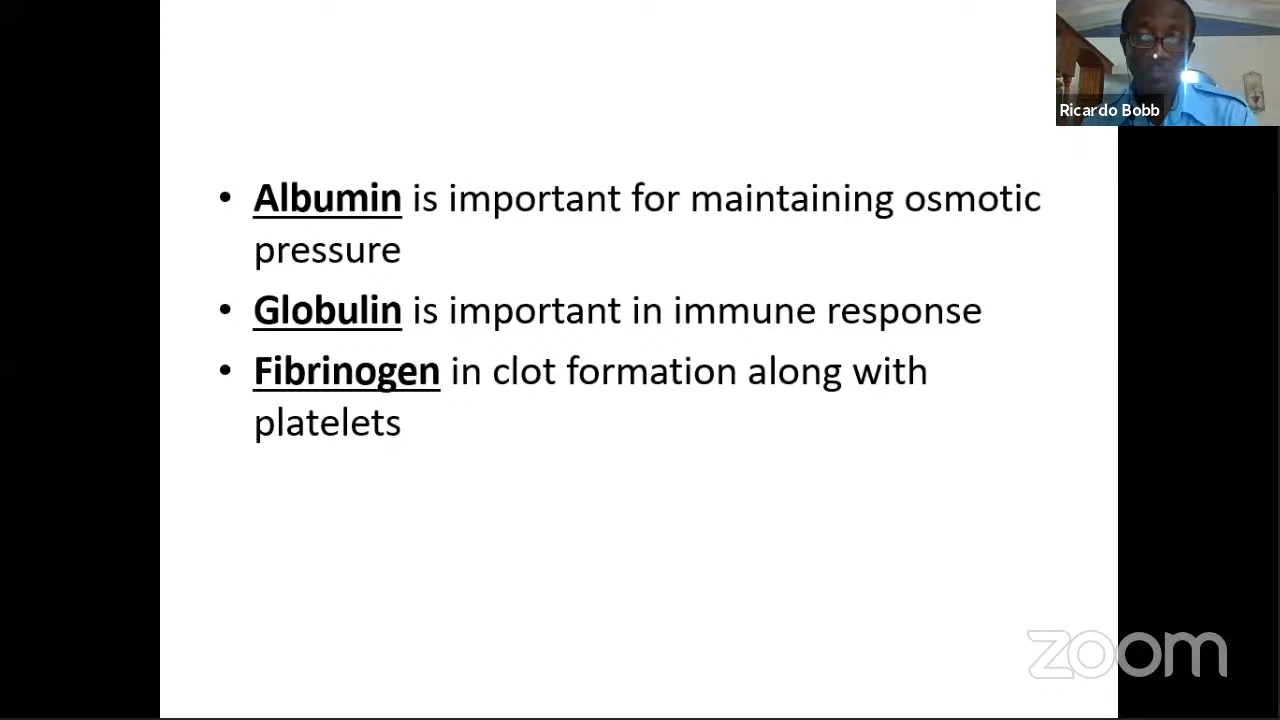 Ricardo Bobb
• Albumin is important for maintaining osmotic
pressure
• Globulin is important in immune response
• Fibrinogen in clot formation along with
platelets
zoom